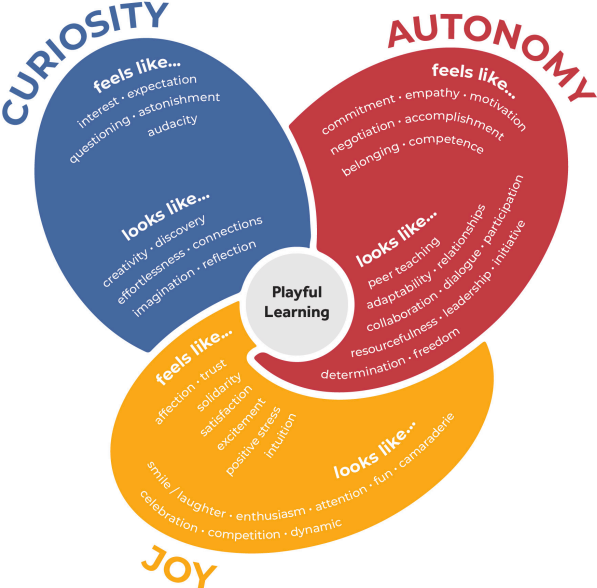 CURIOSITY
feels like...
interest · expectation
questioning · astonishment
audacity
looks like...
creativity · discovery
effortlessness · connections
imagination · reflection
AUTONOMY
feels like...
commitment · empathy · motivation
negotiation · accomplishment
belonging · competence
looks like...
peer teaching
adaptability · relationships
collaboration · dialogue · participation
resourcefulness · leadership · initiative
determination · freedom
Playful
Learning
feels like...
affection · trust
solidarity
satisfaction
excitement
positive stress
intuition
looks like...
smile / laughter · enthusiasm · attention · fun · camaraderie
celebration · competition · dynamic
JOY